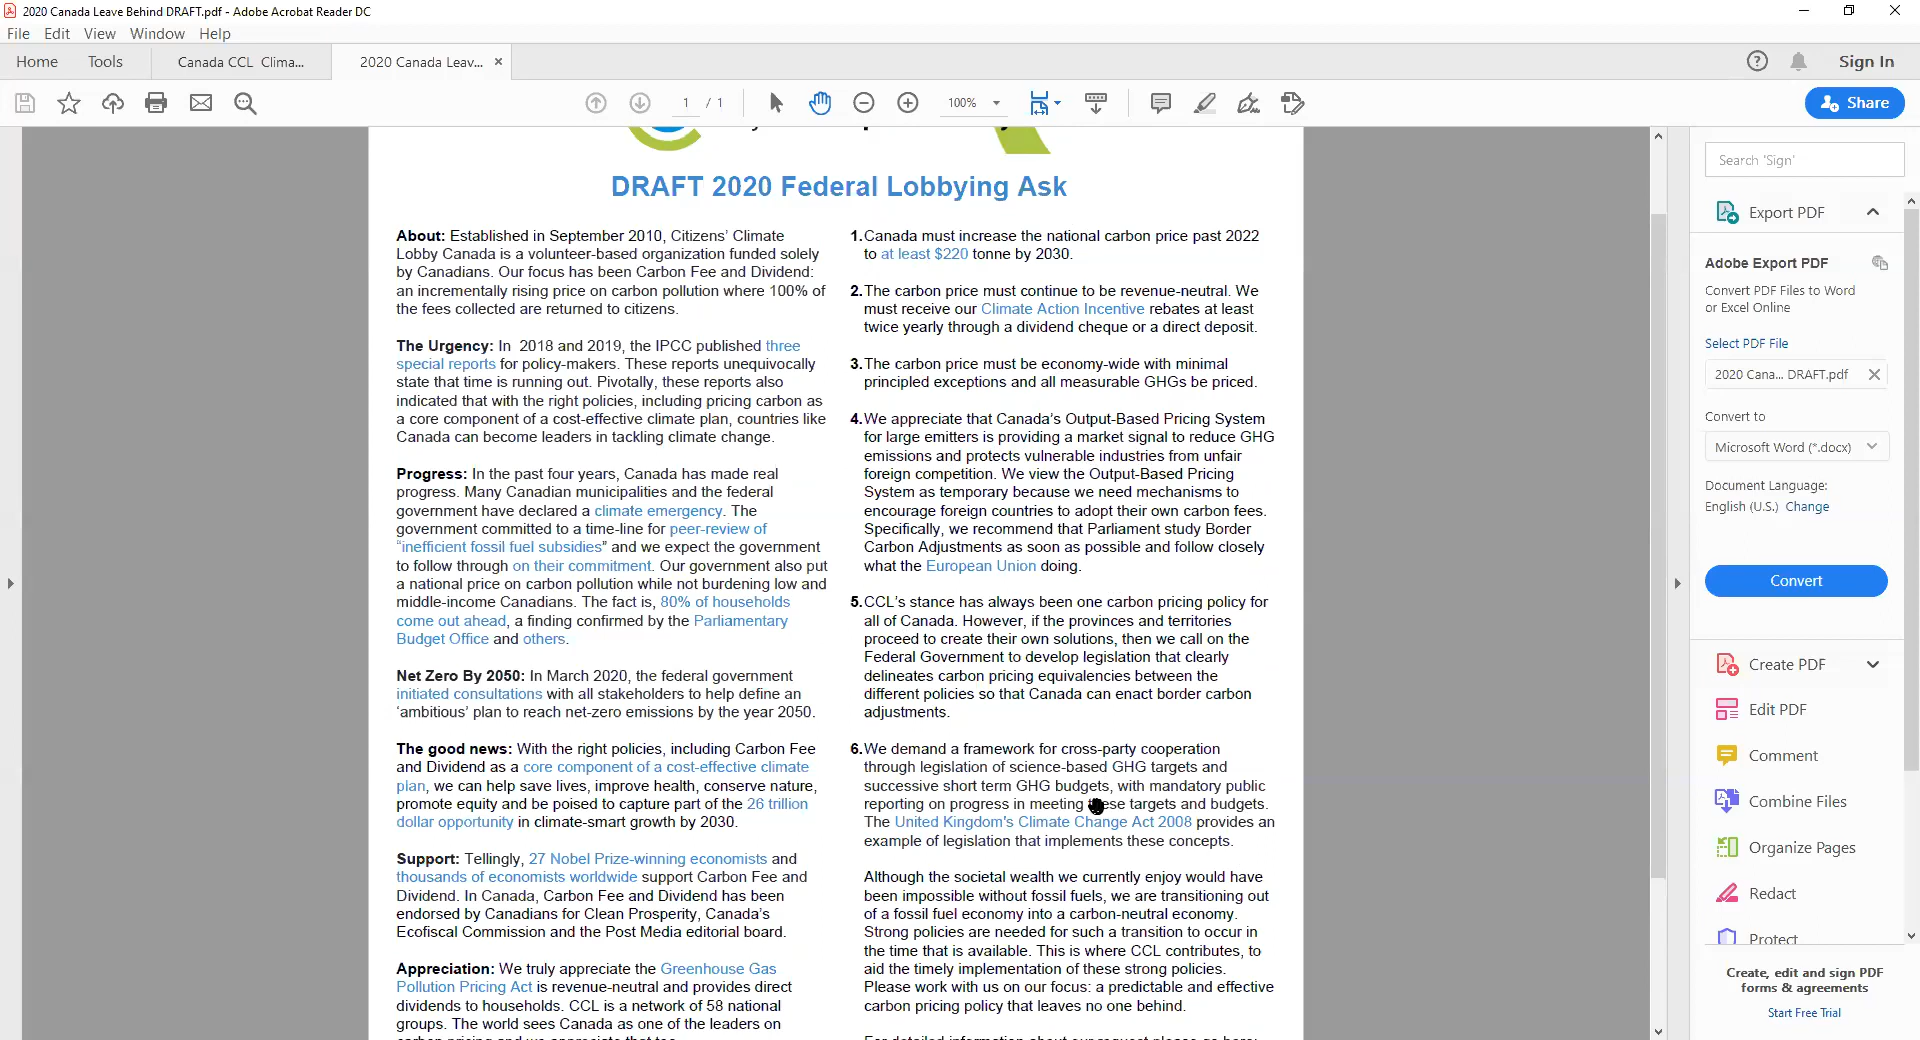 2020 Canada Leave Behind DRAFT.pdf - Adobe Acrobat Reader DC
File Edit View Window Help
Home Tools Canada CCL Clima... 2020 Canada Leav... Sign In
1 / 1 100% Share
DRAFT 2020 Federal Lobbying Ask
About: Established in September 2010, Citizens' Climate
Lobby Canada is a volunteer-based organization funded solely
by Canadians. Our focus has been Carbon Fee and Dividend:
an incrementally rising price on carbon pollution where 100% of
the fees collected are returned to citizens.
The Urgency: In 2018 and 2019, the IPCC published three
special reports for policy-makers. These reports unequivocally
state that time is running out. Pivotally, these reports also
indicated that with the right policies, including pricing carbon as
a core component of a cost-effective climate plan, countries like
Canada can become leaders in tackling climate change.
Progress: In the past four years, Canada has made real
progress. Many Canadian municipalities and the federal
government have declared a climate emergency. The
government committed to a time-line for peer-review of
"inefficient fossil fuel subsidies" and we expect the government
to follow through on their commitment. Our government also put
a national price on carbon pollution while not burdening low and
middle-income Canadians. The fact is, 80% of households
come out ahead, a finding confirmed by the Parliamentary
Budget Office and others.
Net Zero By 2050: In March 2020, the federal government
initiated consultations with all stakeholders to help define an
'ambitious' plan to reach net-zero emissions by the year 2050.
The good news: With the right policies, including Carbon Fee
and Dividend as a core component of a cost-effective climate
plan, we can help save lives, improve health, conserve nature,
promote equity and be poised to capture part of the 26 trillion
dollar opportunity in climate-smart growth by 2030.
Support: Tellingly, 27 Nobel Prize-winning economists and
thousands of economists worldwide support Carbon Fee and
Dividend. In Canada, Carbon Fee and Dividend has been
endorsed by Canadians for Clean Prosperity, Canada's
Ecofiscal Commission and the Post Media editorial board.
Appreciation: We truly appreciate the Greenhouse Gas
Pollution Pricing Act is revenue-neutral and provides direct
dividends to households. CCL is a network of 58 national
groups. The world sees Canada as one of the leaders on
1. Canada must increase the national carbon price past 2022
to at least $220 tonne by 2030.
2. The carbon price must continue to be revenue-neutral. We
must receive our Climate Action Incentive rebates at least
twice yearly through a dividend cheque or a direct deposit.
3. The carbon price must be economy-wide with minimal
principled exceptions and all measurable GHGs be priced.
4. We appreciate that Canada's Output-Based Pricing System
for large emitters is providing a market signal to reduce GHG
emissions and protects vulnerable industries from unfair
foreign competition. We view the Output-Based Pricing
System as temporary because we need mechanisms to
encourage foreign countries to adopt their own carbon fees.
Specifically, we recommend that Parliament study Border
Carbon Adjustments as soon as possible and follow closely
what the European Union doing.
5. CCL's stance has always been one carbon pricing policy for
all of Canada. However, if the provinces and territories
proceed to create their own solutions, then we call on the
Federal Government to develop legislation that clearly
delineates carbon pricing equivalencies between the
different policies so that Canada can enact border carbon
adjustments.
6. We demand a framework for cross-party cooperation
through legislation of science-based GHG targets and
successive short term GHG budgets, with mandatory public
reporting on progress in meeting these targets and budgets.
The United Kingdom's Climate Change Act 2008 provides an
example of legislation that implements these concepts.
Although the societal wealth we currently enjoy would have
been impossible without fossil fuels, we are transitioning out
of a fossil fuel economy into a carbon-neutral economy.
Strong policies are needed for such a transition to occur in
the time that is available. This is where CCL contributes, to
aid the timely implementation of these strong policies.
Please work with us on our focus: a predictable and effective
carbon pricing policy that leaves no one behind.
For detailed information about our request please go here:
Search 'Sign'
Export PDF
Adobe Export PDF
Convert PDF Files to Word
or Excel Online
Select PDF File
2020 Cana... DRAFT.pdf
Convert to
Microsoft Word (*.docx)
Document Language:
English (U.S.) Change
Convert
Create PDF
Edit PDF
Comment
Combine Files
Organize Pages
Redact
Protect
Create, edit and sign PDF
forms & agreements
Start Free Trial